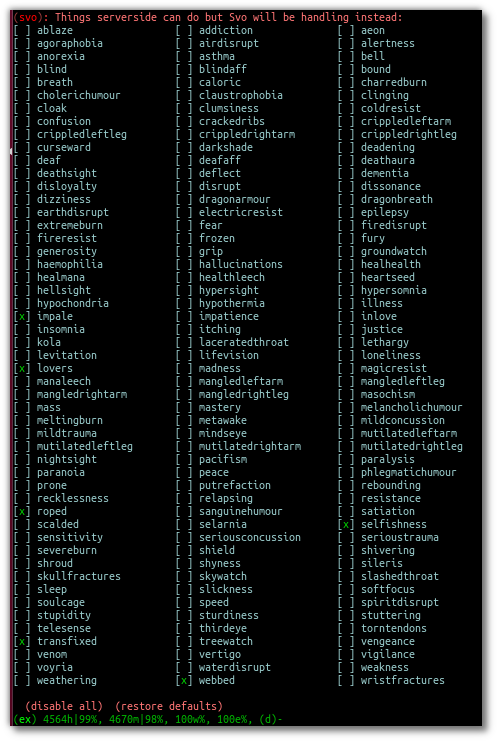 (svo): Things serverside can do but Svo will be handling instead:
[ ] ablaze [ ] addiction [ ] aeon
[ ] agoraphobia [ ] airdisrupt [ ] alertness
[ ] anorexia [ ] asthma [ ] bell
[ ] blind [ ] blindaff [ ] bound
[ ] breath [ ] caloric [ ] charredburn
[ ] cholerichumour [ ] claustrophobia [ ] clinging
[ ] cloak [ ] clumsiness [ ] coldresist
[ ] confusion [ ] crackedribs [ ] crippledleftarm
[ ] crippledleftleg [ ] crippledrightarm [ ] crippledrightleg
[ ] curseward [ ] darkshade [ ] deadening
[ ] deaf [ ] deafaff [ ] deathaura
[ ] deathsight [ ] deflect [ ] dementia
[ ] disloyalty [ ] disrupt [ ] dissonance
[ ] dizziness [ ] dragonarmour [ ] dragonbreath
[ ] earthdisrupt [ ] electricresist [ ] epilepsy
[ ] extremeburn [ ] fear [ ] firedisrupt
[ ] fireresist [ ] frozen [ ] fury
[ ] generosity [ ] grip [ ] groundwatch
[ ] haemophilia [ ] hallucinations [ ] healhealth
[ ] healmana [ ] healthleech [ ] heartseed
[ ] hellsight [ ] hypersight [ ] hypersomnia
[ ] hypochondria [ ] hypothermia [ ] illness
[x] impale [ ] impatience [ ] inlove
[ ] insomnia [ ] itching [ ] justice
[ ] kola [ ] laceratedthroat [ ] lethargy
[ ] levitation [ ] lifevision [ ] loneliness
[x] lovers [ ] madness [ ] magicresist
[ ] manaleech [ ] mangledleftarm [ ] mangledleftleg
[ ] mangledrightarm [ ] mangledrightleg [ ] masochism
[ ] mass [ ] mastery [ ] melancholichumour
[ ] meltingburn [ ] metawake [ ] mildconcussion
[ ] mildtrauma [ ] mindseye [ ] mutilatedleftarm
[ ] mutilatedleftleg [ ] mutilatedrightarm [ ] mutilatedrightleg
[ ] nightsight [ ] pacifism [ ] paralysis
[ ] paranoia [ ] peace [ ] phlegmatichumour
[ ] prone [ ] putrefaction [ ] rebounding
[ ] recklessness [ ] relapsing [ ] resistance
[x] roped [ ] sanguinehumour [ ] satiation
[ ] scalded [ ] selarnia [x] selfishness
[ ] sensitivity [ ] seriousconcussion [ ] serioustrauma
[ ] severeburn [ ] shield [ ] shivering
[ ] shroud [ ] shyness [ ] sileris
[ ] skullfractures [ ] skywatch [ ] slashedthroat
[ ] sleep [ ] slickness [ ] softfocus
[ ] soulcage [ ] speed [ ] spiritdisrupt
[ ] stupidity [ ] sturdiness [ ] stuttering
[ ] telesense [ ] thirdeye [ ] torntendons
[x] transfixed [ ] treewatch [ ] vengeance
[ ] venom [ ] vertigo [ ] vigilance
[ ] voyria [ ] waterdisrupt [ ] weakness
[ ] weathering [x] webbed [ ] wristfractures
(disable all) (restore defaults)
(ex) 4564h|99%, 4670m|98%, 100w%, 100e%, (d)-